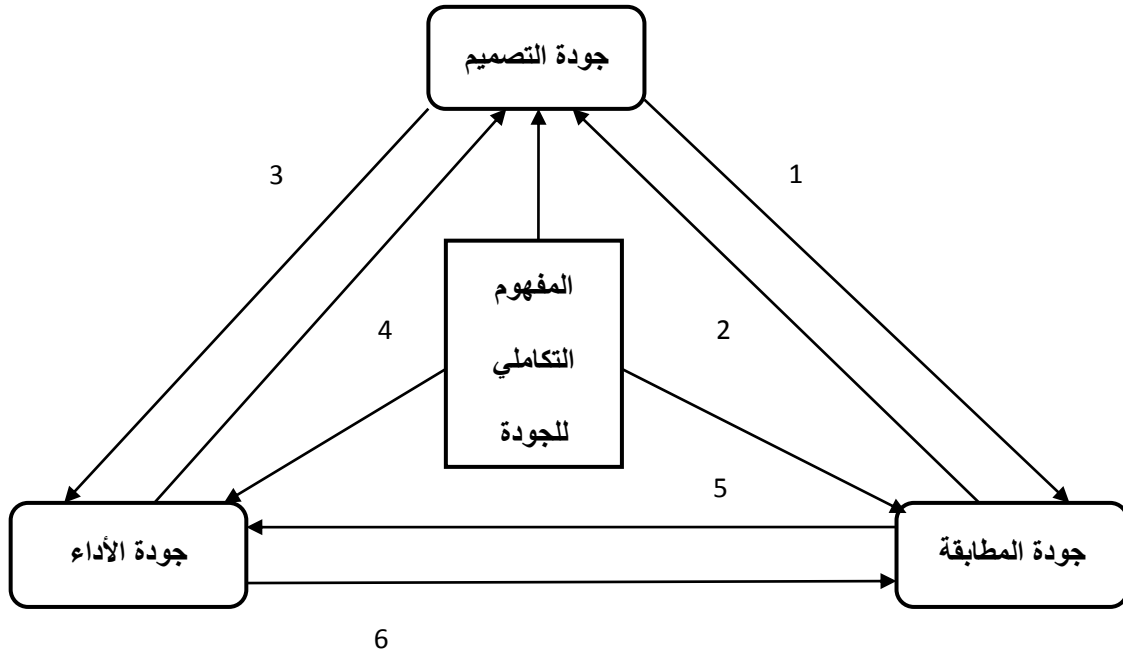 جودة التصميم
3
1
المفهوم
4
2
التكاملي
للجودة
5
جودة الأداء
جودة المطابقة
6